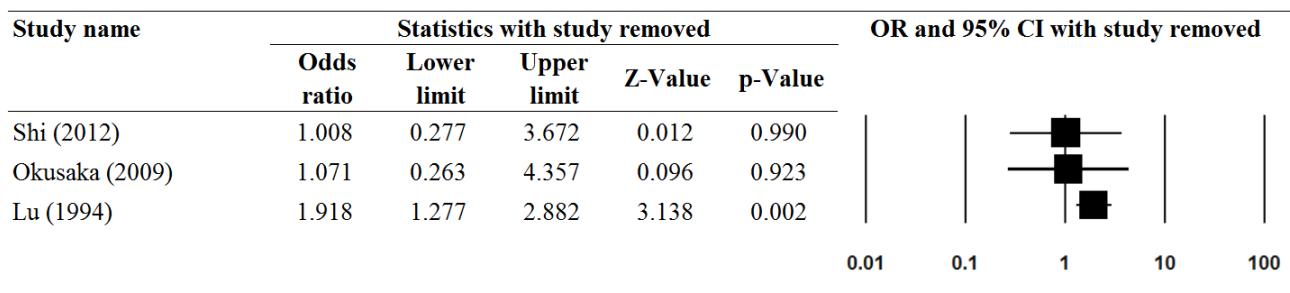 Study name Statistics with study removed OR and 95% CI with study removed
Odds ratio Lower limit Upper limit Z-Value p-Value
Shi (2012) 1.008 0.277 3.672 0.012 0.990
Okusaka (2009) 1.071 0.263 4.357 0.096 0.923
Lu (1994) 1.918 1.277 2.882 3.138 0.002
0.01 0.1 1 10 100